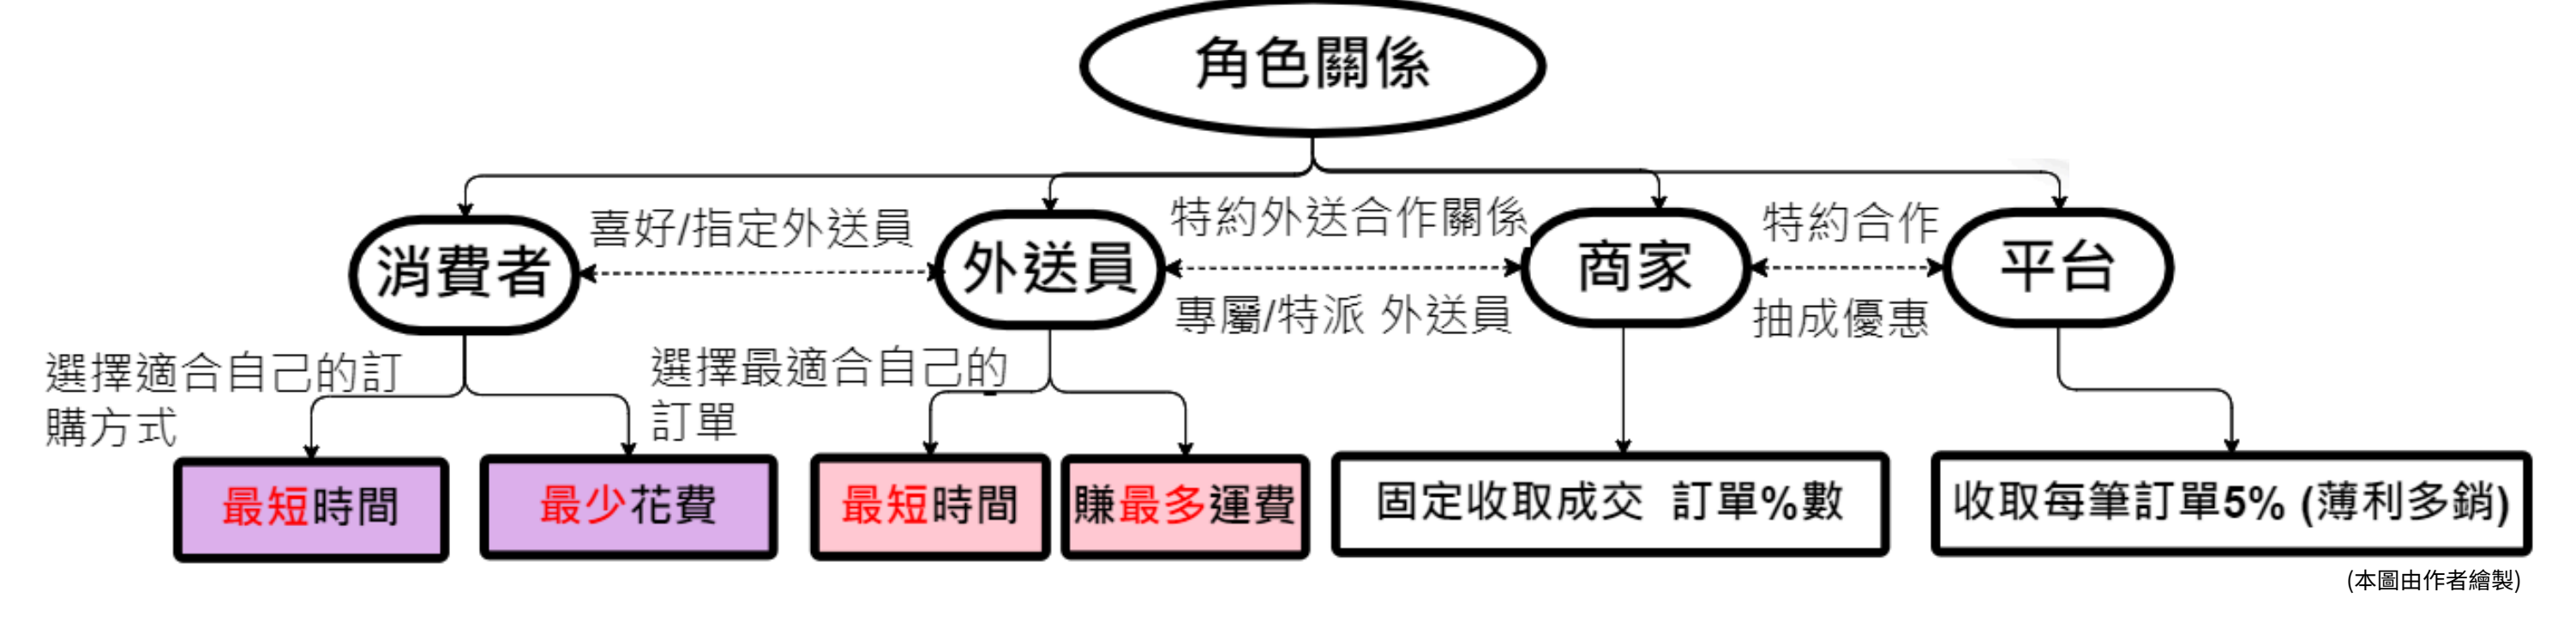 角色關係
喜好/指定外送員
特約外送合作關係
特約合作
消費者
外送員
商家
平台
專屬/特派 外送員
抽成優惠
選擇適合自己的訂
購方式
選擇最適合自己的
訂單
最短時間
最少花費
最短時間
賺最多運費
固定收取成交 訂單%數
收取每筆訂單5% (薄利多銷)
(本圖由作者繪製)